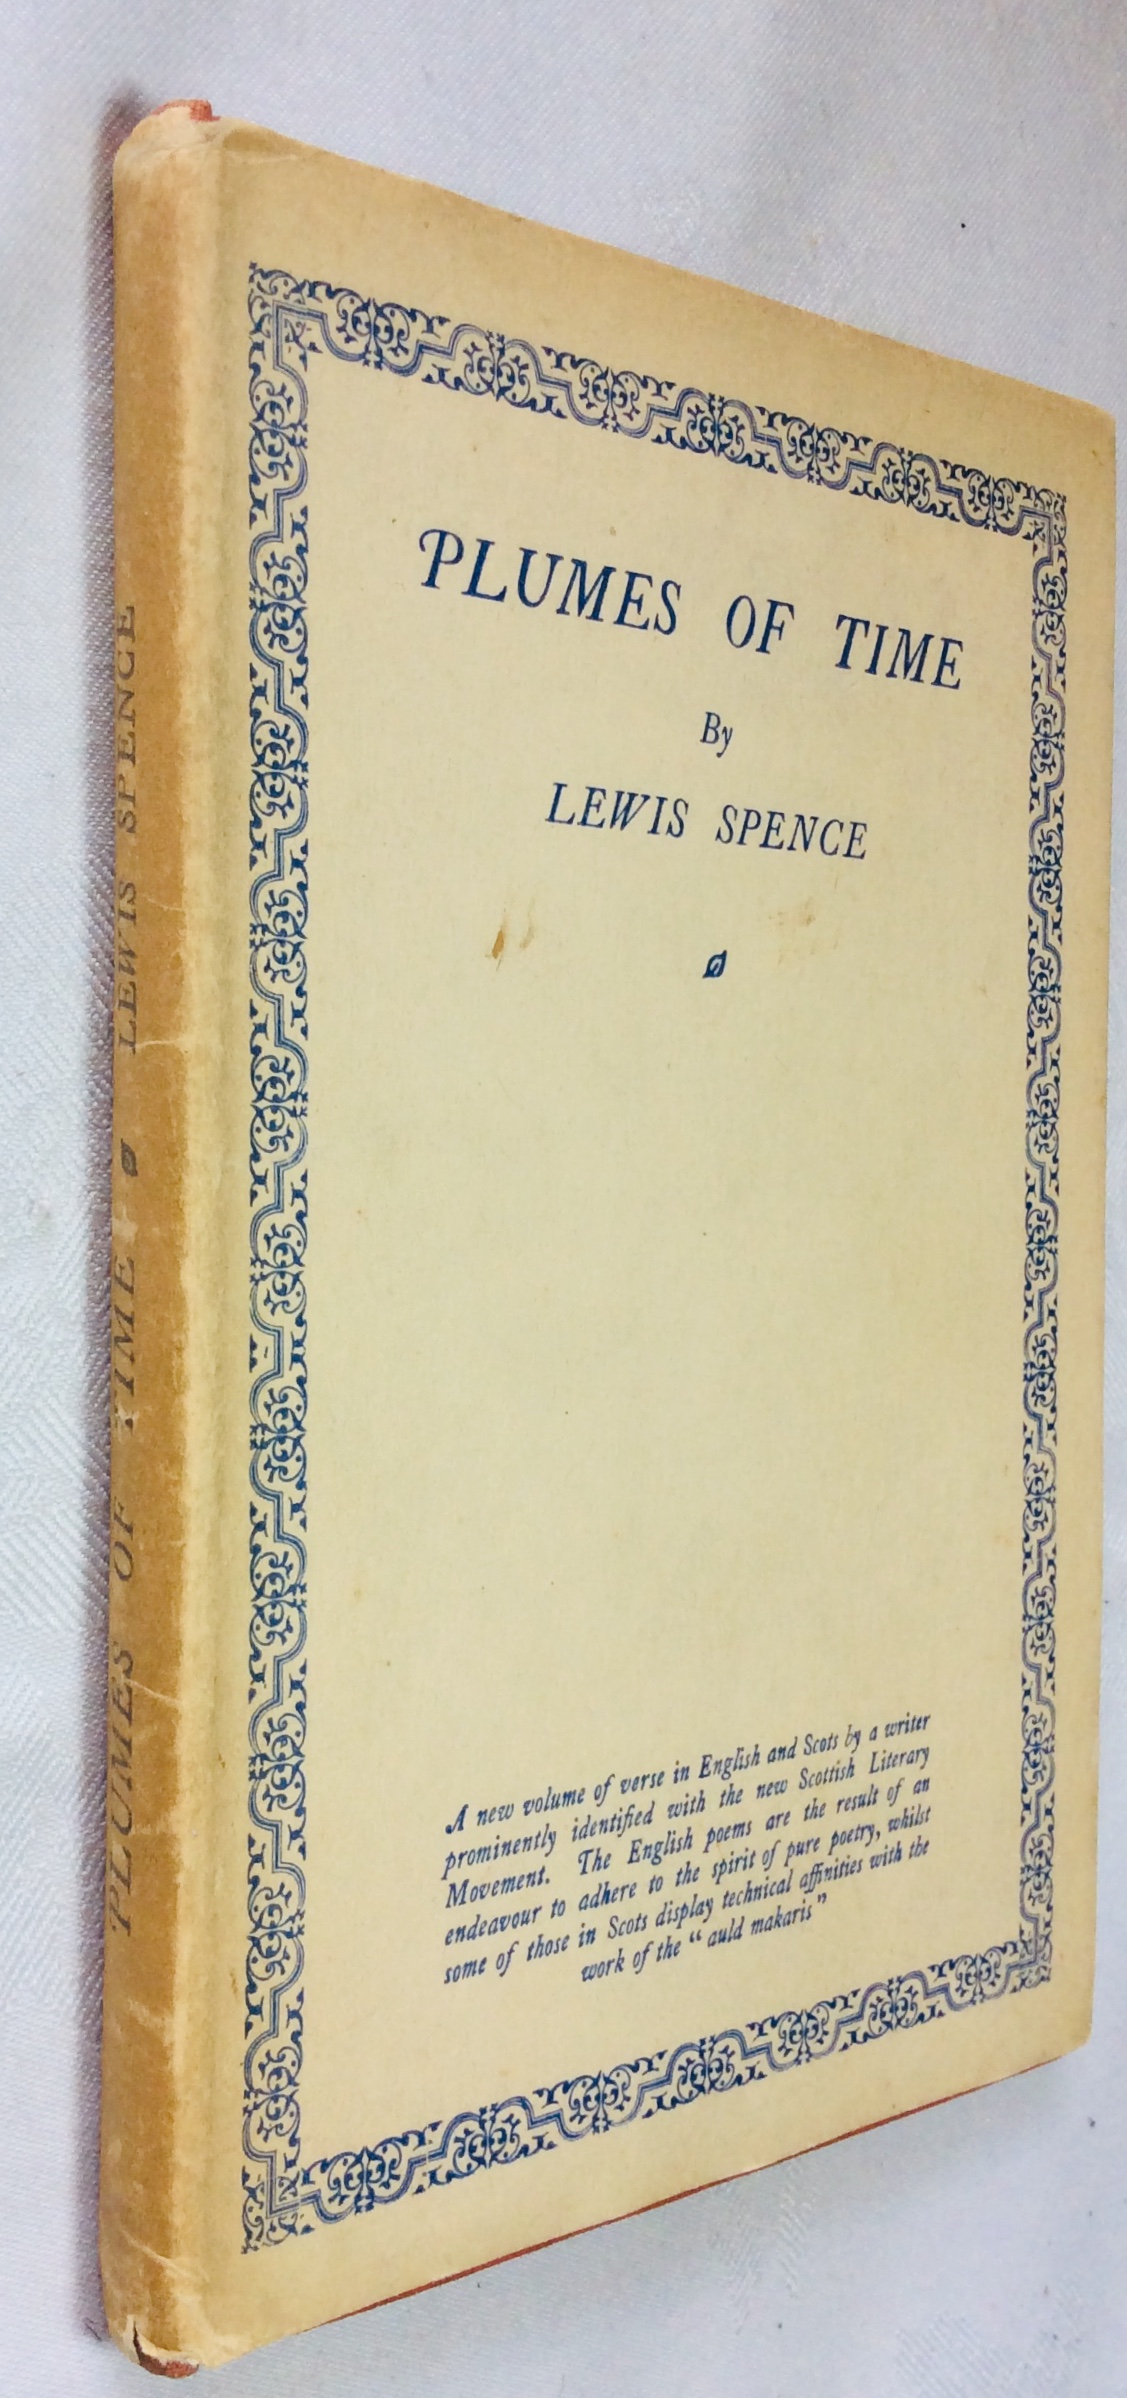 PLUMES OF TIME
By
LEWIS SPENCE
A new volume of verse in English and Scots by a writer
prominently identified with the new Scottish Literary
Movement. The English poems are the result of an
endeavour to adhere to the spirit of pure poetry, whilst
some of those in Scots display technical affinities with the
work of the “auld makaris”
PLUMES OF TIME LEWIS SPENCE